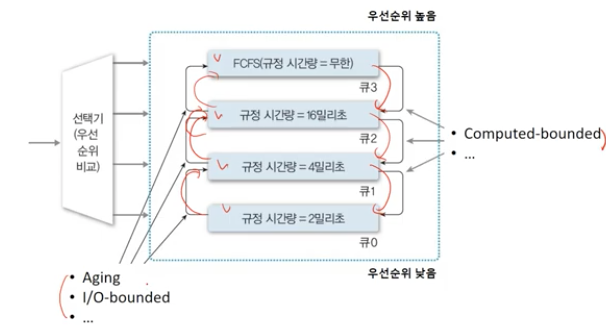 우선순위 높음
FCFS(규정 시간량 = 무한)
큐3
선택기
(우선
순위
비교)
규정 시간량 = 16밀리초
큐2
• Computed-bounded
• ...
규정 시간량 = 4밀리초
큐1
규정 시간량 = 2밀리초
큐0
우선순위 낮음
• Aging
• I/O-bounded
• ...